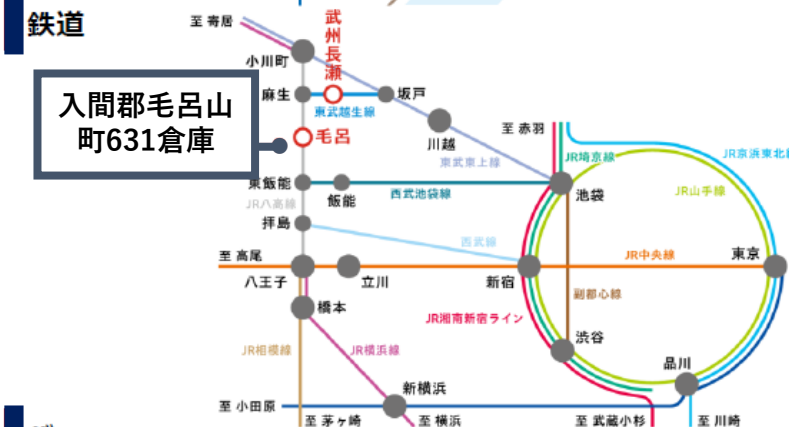 鉄道
至 寄居
武州長瀬
小川町
麻生
坂戸
東武越生線
入間郡毛呂山
町631倉庫
毛呂
川越
至 赤羽
東武東上線
JR埼京線
JR京浜東北
東飯能
飯能
西武池袋線
池袋
JR山手線
JR八高線
拝島
西武線
至 高尾
JR中央線
東京
八王子
立川
新宿
副都心線
橋本
JR湘南新宿ライン
渋谷
JR相模線
JR横浜線
品川
新横浜
至 小田原
至 茅ヶ崎
至 横浜
至 武蔵小杉
至 川崎